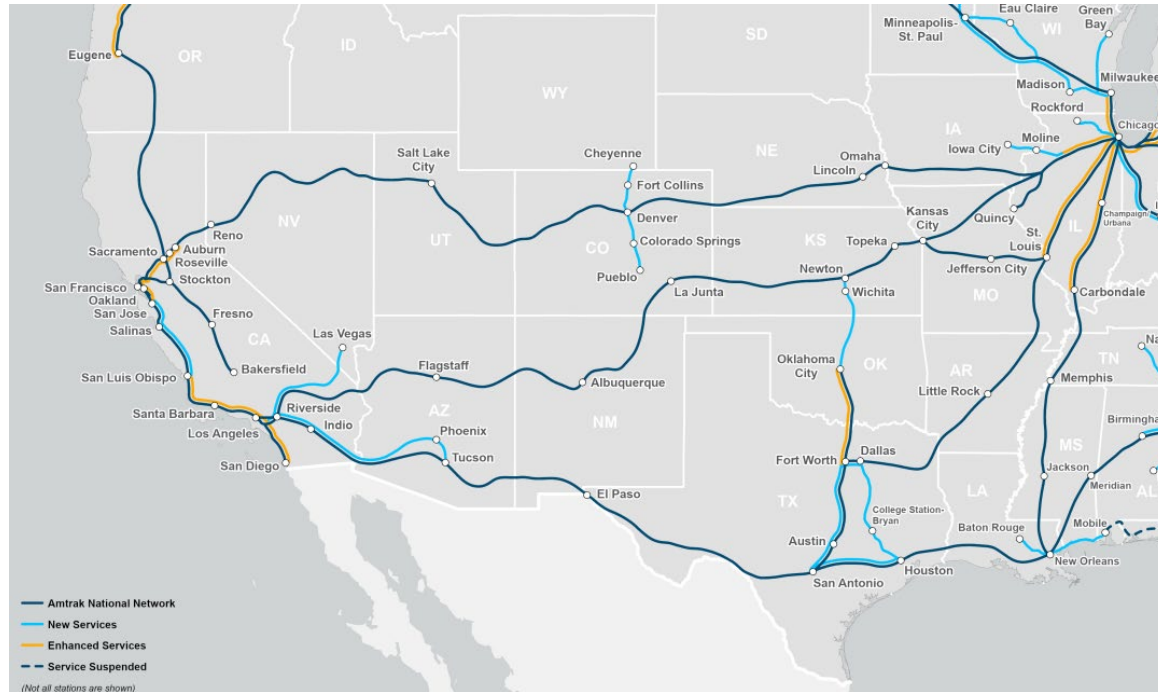 Eugene
OR
ID
WY
SD
Minneapolis-
St. Paul
Eau Claire
WI
Green
Bay
Madison
Milwaukee
Rockford
Chicago
Moline
Iowa City
IA
Omaha
Lincoln
NE
Cheyenne
Fort Collins
Denver
Salt Lake
City
NV
UT
CO
Colorado Springs
Pueblo
Reno
Sacramento
Auburn
Roseville
Stockton
San Francisco
Oakland
San Jose
Salinas
Fresno
CA
Bakersfield
Las Vegas
San Luis Obispo
Santa Barbara
Los Angeles
Riverside
Indio
San Diego
Flagstaff
AZ
Phoenix
Tucson
Albuquerque
NM
El Paso
La Junta
KS
Newton
Wichita
Topeka
Kansas
City
Quincy
St.
Louis
IL
Champaign
Urbana
Jefferson City
MO
Carbondale
Oklahoma
City
OK
AR
Little Rock
TN
Na
Memphis
Birmingha
MS
Jackson
Meridian
AL
Fort Worth
Dallas
TX
LA
College Station-
Bryan
Baton Rouge
Mobile
Austin
San Antonio
Houston
New Orleans
Amtrak National Network
New Services
Enhanced Services
Service Suspended
(Not all stations are shown)